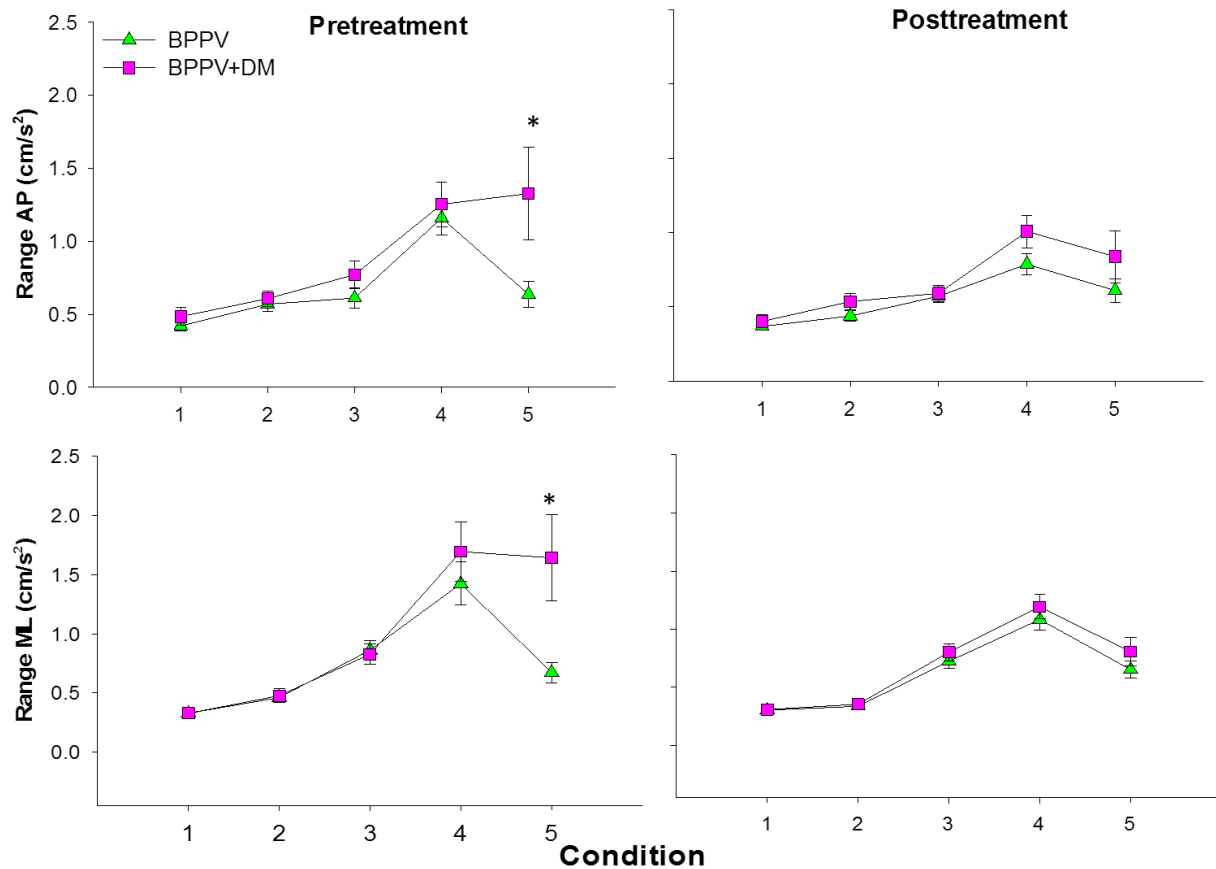 Pretreatment
Posttreatment
BPPV
BPPV+DM
Range AP (cm/s²)
2.5
2.0
1.5
1.0
0.5
0.0
*
1 2 3 4 5
1 2 3 4 5
Range ML (cm/s²)
2.5
2.0
1.5
1.0
0.5
0.0
*
1 2 3 4 5
1 2 3 4 5
Condition